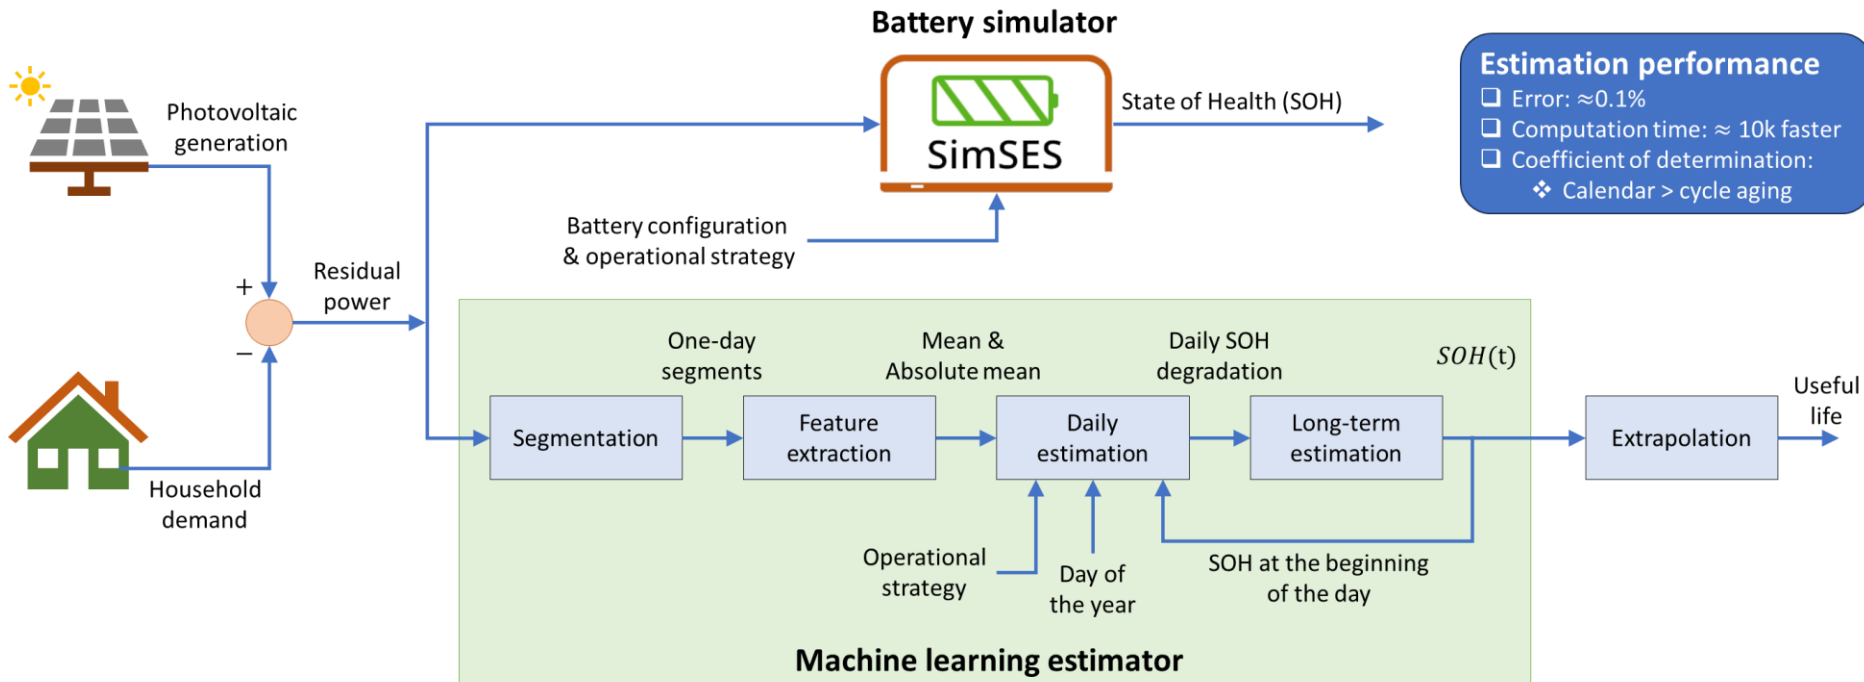 Battery simulator
Photovoltaic
generation
SimSES
State of Health (SOH)
Estimation performance
❑ Error: ≈0.1%
❑ Computation time: ≈ 10k faster
❑ Coefficient of determination:
❖ Calendar > cycle aging
Battery configuration
& operational strategy
+
−
Residual
power
Household
demand
One-day
segments
Mean &
Absolute mean
Daily SOH
degradation
SOH(t)
Segmentation
Feature
extraction
Daily
estimation
Long-term
estimation
Extrapolation
Useful
life
Operational
strategy
Day of
the year
SOH at the beginning
of the day
Machine learning estimator